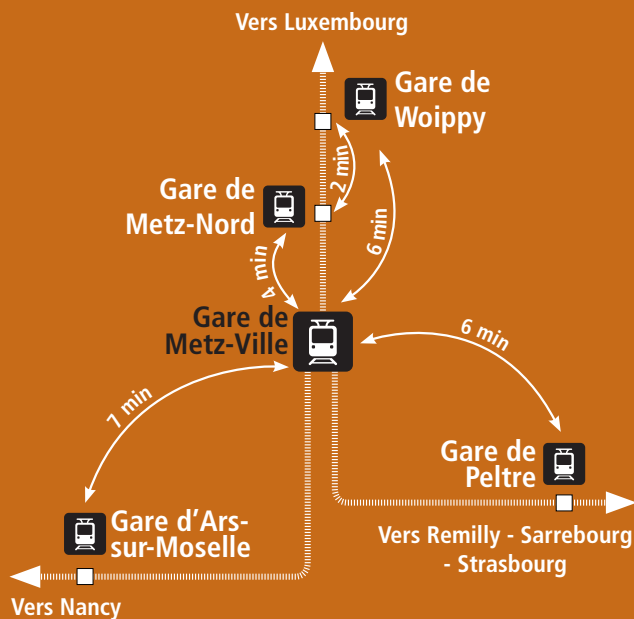 Vers Luxembourg
Gare de
Woippy
2 min
Gare de
Metz-Nord
6 min
4 min
Gare de
Metz-Ville
6 min
7 min
Gare de
Peltre
Gare d'Ars-
sur-Moselle
Vers Remilly - Sarrebourg
- Strasbourg
Vers Nancy